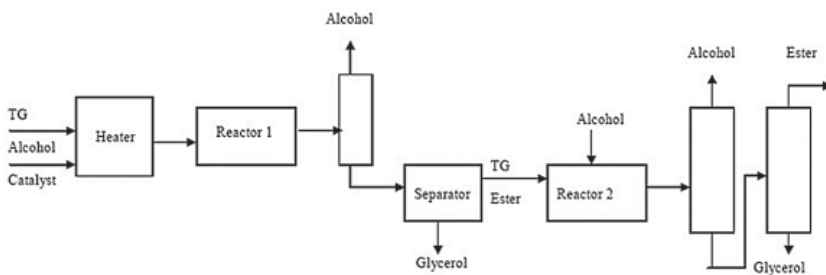 Alcohol
Alcohol
Ester
TG
Alcohol
Catalyst
Heater
Reactor 1
Alcohol
Separator
TG
Ester
Reactor 2
Glycerol
Glycerol